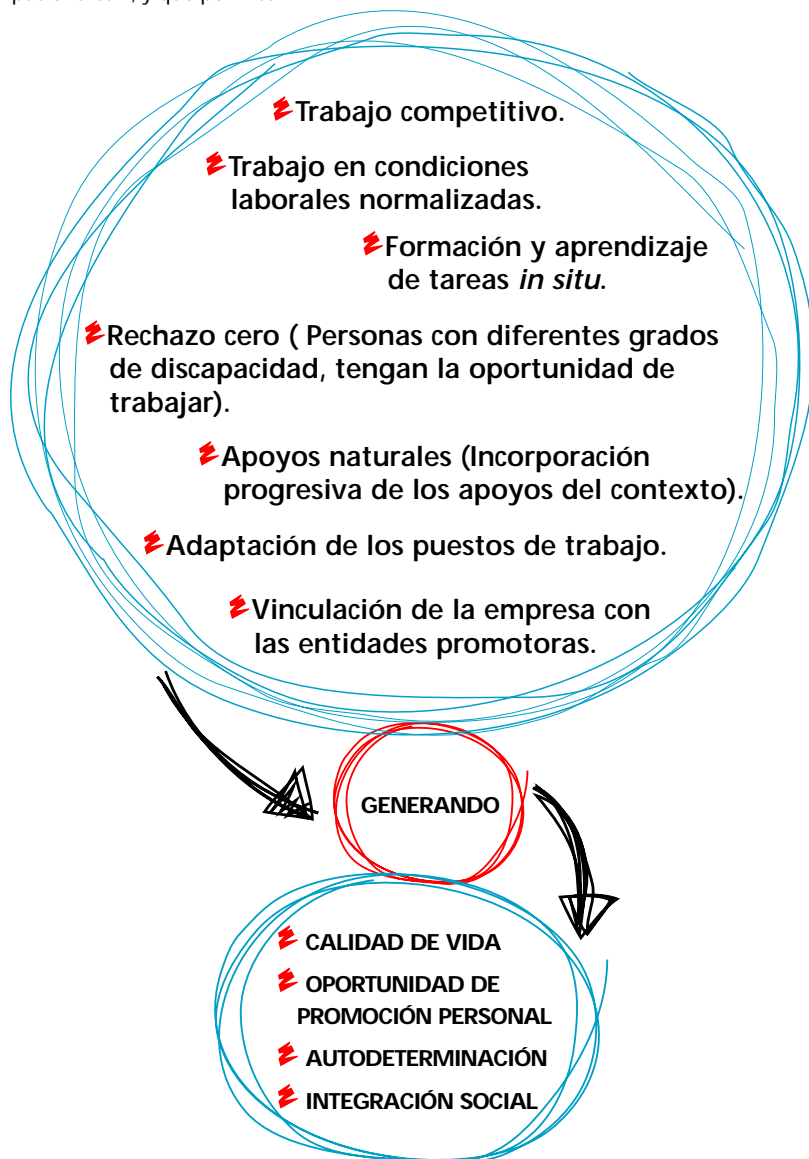 Trabajo competitivo.
Trabajo en condiciones
laborales normalizadas.
Formación y aprendizaje
de tareas in situ.
Rechazo cero ( Personas con diferentes grados
de discapacidad, tengan la oportunidad de
trabajar).
Apoyos naturales (Incorporación
progresiva de los apoyos del contexto).
Adaptación de los puestos de trabajo.
Vinculación de la empresa con
las entidades promotoras.
GENERANDO
CALIDAD DE VIDA
OPORTUNIDAD DE
PROMOCIÓN PERSONAL
AUTODETERMINACIÓN
INTEGRACIÓN SOCIAL